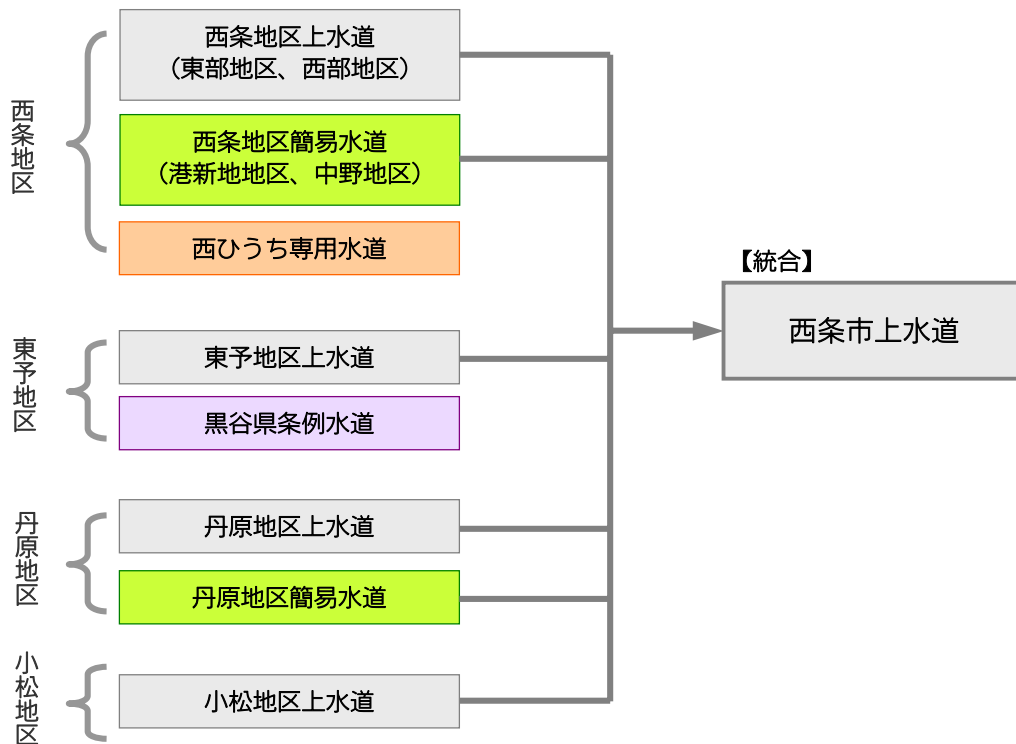 西条地区
西条地区上水道
（東部地区、西部地区）
西条地区簡易水道
（港新地地区、中野地区）
西ひうち専用水道
東予地区
東予地区上水道
黒谷県条例水道
丹原地区
丹原地区上水道
丹原地区簡易水道
小松地区
小松地区上水道
【統合】
西条市上水道